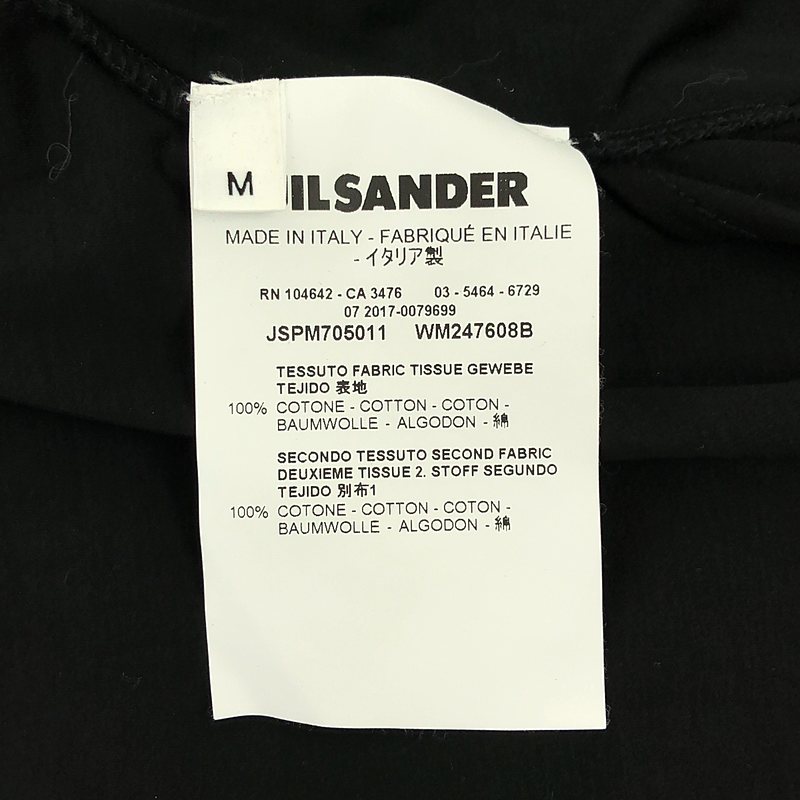 M
JIL SANDER
MADE IN ITALY - FABRIQUÉ EN ITALIE
- イタリア製
RN 104642 - CA 3476 03 - 5464 - 6729
07 2017-0079699
JSPM705011 WM247608B
TESSUTO FABRIC TISSUE GEWEBE
TEJIDO 表地
100% COTONE - COTTON - COTON -
BAUMWOLLE - ALGODON - 綿
SECONDO TESSUTO SECOND FABRIC
DEUXIEME TISSUE 2. STOFF SEGUNDO
TEJIDO 別布1
100% COTONE - COTTON - COTON -
BAUMWOLLE - ALGODON - 綿